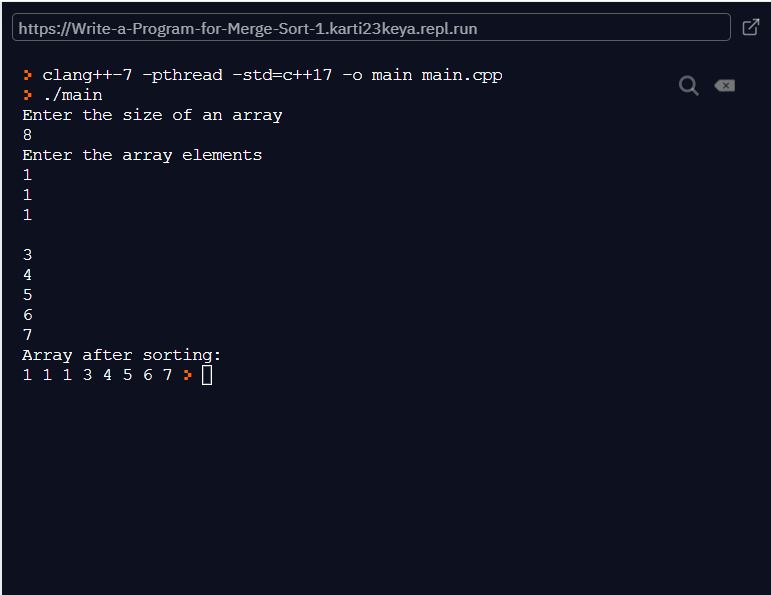 https://Write-a-Program-for-Merge-Sort-1.karti23keya.repl.run
> clang++-7 -pthread -std=c++17 -o main main.cpp
> ./main
Enter the size of an array
8
Enter the array elements
1
1
1
3
4
5
6
7
Array after sorting:
1 1 1 3 4 5 6 7 >